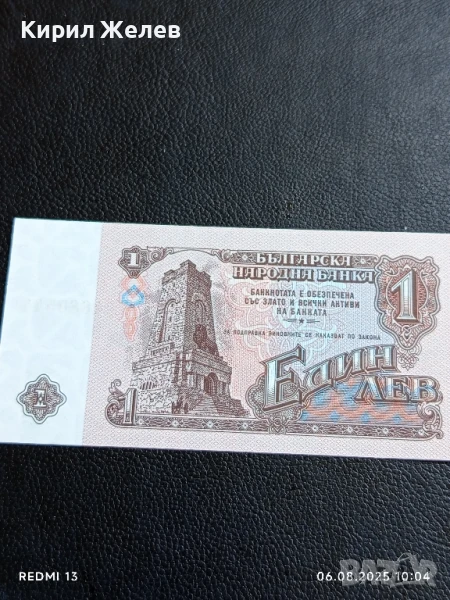 Кирил Желев
1
БЪЛГАРСКА
НАРОДНА БАНКА
1
БАНКНОТАТА Е ОБЕЗПЕЧЕНА
СЪС ЗЛАТО И ВСИЧКИ АКТИВИ
НА БАНКАТА
ЗА ПОДПРАВКА ВИНОВНИТЕ СЕ НАКАЗВАТ ПО ЗАКОНА
ЕДИН
ЛЕВ
1
REDMI 13
06.08.2025 10:04
bazar